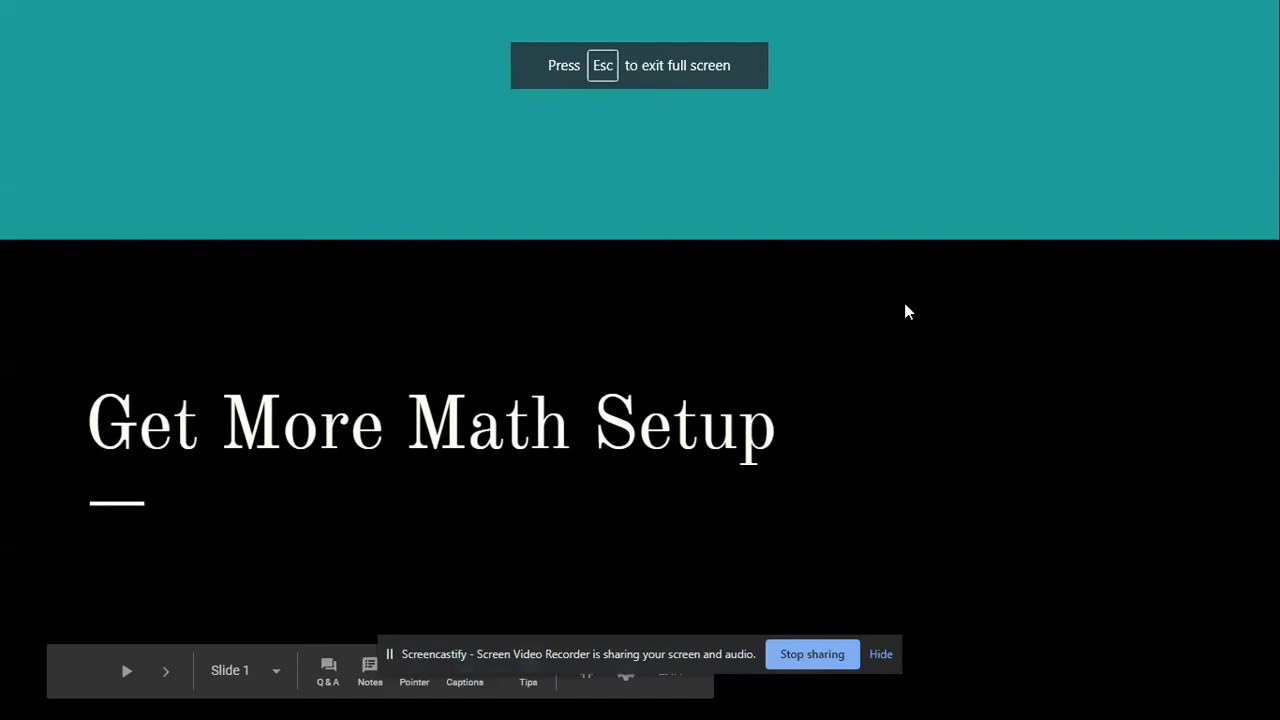 Press Esc to exit full screen
Get More Math Setup
Screencastify - Screen Video Recorder is sharing your screen and audio. Stop sharing Hide
Slide 1
Q & A Notes Pointer Captions Tips